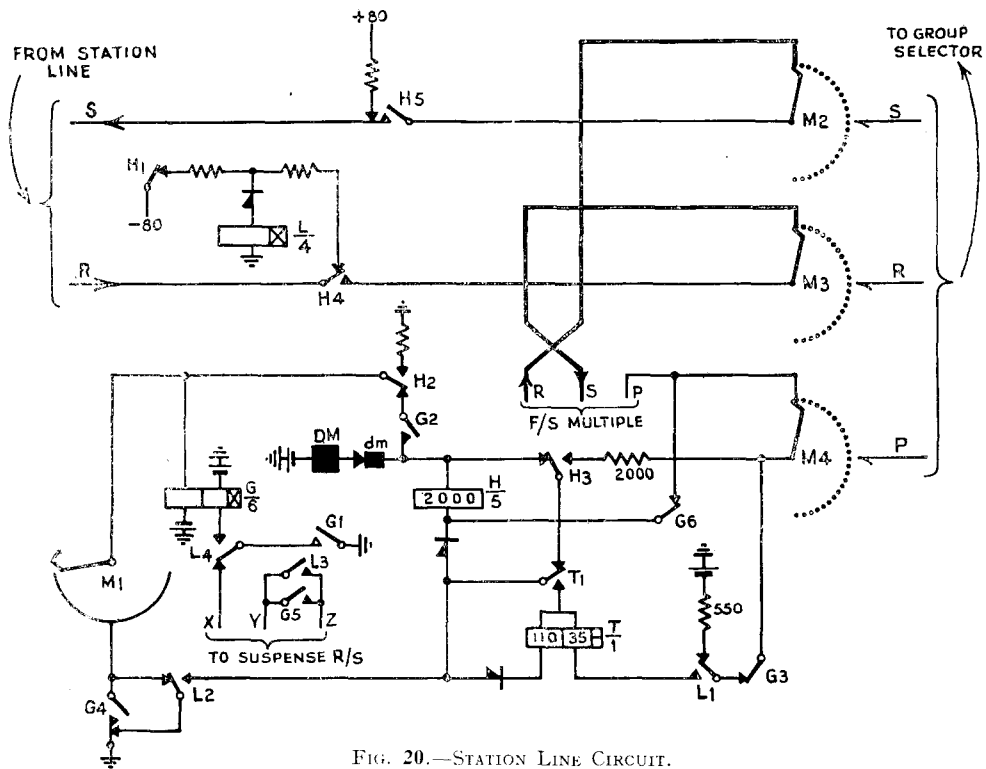 +80
FROM STATION
LINE
TO GROUP
SELECTOR
S
H5
M2
S
H1
-80
L/4
R
H4
M3
R
H2
G2
R S P
F/S MULTIPLE
DM
dm
H3
2000
M4
P
2000
H/5
G/6
G6
L4
G1
L3
M1
T1
G5
550
X Y Z
110 35
T/1
TO SUSPENSE R/S
L2
L1
G3
G4
FIG. 20.—STATION LINE CIRCUIT.